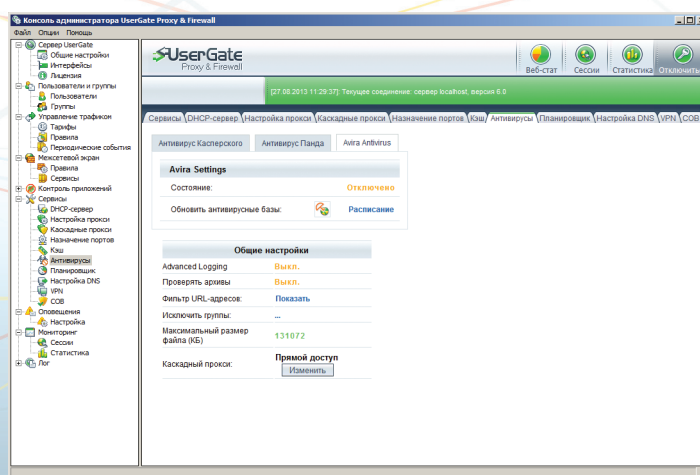 Консоль администратора UserGate Proxy & Firewall
Файл Опции Помощь
Сервер UserGate
Общие настройки
Интерфейсы
Лицензия
Пользователи и группы
Пользователи
Группы
Управление трафиком
Тарифы
Правила
Периодические события
Межсетевой экран
Правила
Сервисы
Контроль приложений
Сервисы
DHCP-сервер
Настройка прокси
Каскадные прокси
Назначение портов
Кэш
Антивирусы
Планировщик
Настройка DNS
VPN
СОВ
Оповещения
Настройка
Мониторинг
Сессии
Статистика
Лог
UserGate
Proxy & Firewall
Веб-стат Сессии Статистика Отключить
[27.08.2013 11:29:37]: Текущее соединение: сервер localhost, версия 6.0
Сервисы DHCP-сервер Настройка прокси Каскадные прокси Назначение портов Кэш Антивирусы Планировщик Настройка DNS VPN СОВ
Антивирус Касперского Антивирус Панда Avira Antivirus
Avira Settings
Состояние: Отключено
Обновить антивирусные базы: Расписание
Общие настройки
Advanced Logging Выкл.
Проверять архивы Выкл.
Фильтр URL-адресов: Показать
Исключить группы: ...
Максимальный размер
файла (КБ) 131072
Каскадный прокси: Прямой доступ
Изменить